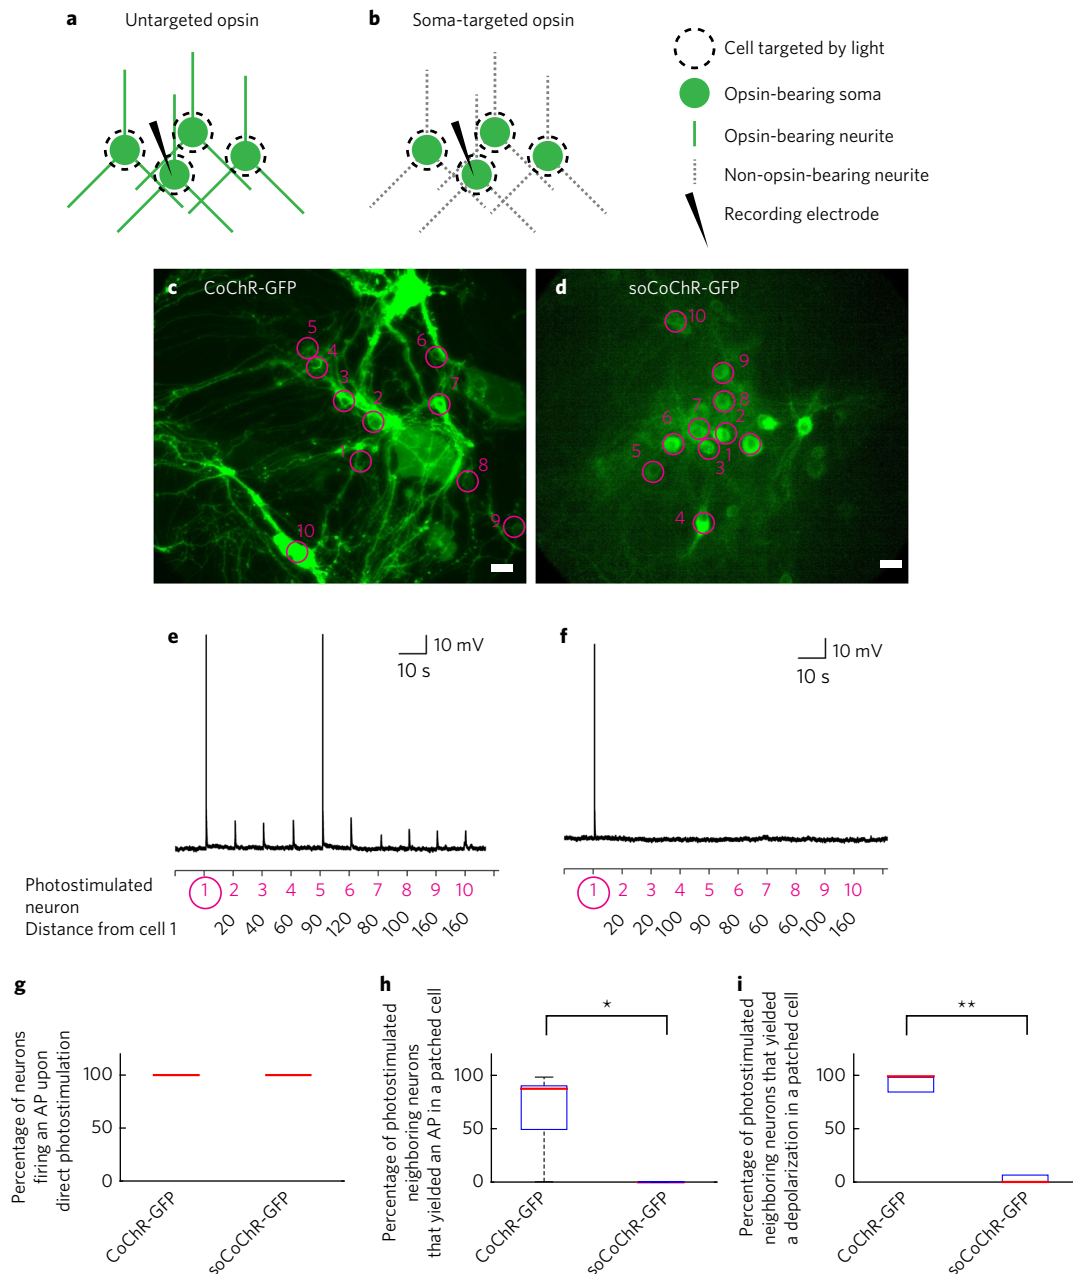 a Untargeted opsin
b Soma-targeted opsin
Cell targeted by light
Opsin-bearing soma
Opsin-bearing neurite
Non-opsin-bearing neurite
Recording electrode
c CoChR-GFP
5
4
3
2
1
6
7
8
9
10
d soCoChR-GFP
10
9
8
7
2
6
1
5
3
4
e
10 mV
10 s
f
10 mV
10 s
Photostimulated neuron
1 2 3 4 5 6 7 8 9 10
1 2 3 4 5 6 7 8 9 10
Distance from cell 1
20 40 60 90 120 80 100 160 160
20 20 100 90 80 60 60 100 160
g
Percentage of neurons
firing an AP upon
direct photostimulation
100
50
0
CoChR-GFP
soCoChR-GFP
h
Percentage of photostimulated
neighboring neurons
that yielded an AP in a patched cell
*
100
50
0
CoChR-GFP
soCoChR-GFP
i
Percentage of photostimulated
neighboring neurons that yielded
a depolarization in a patched cell
**
100
50
0
CoChR-GFP
soCoChR-GFP